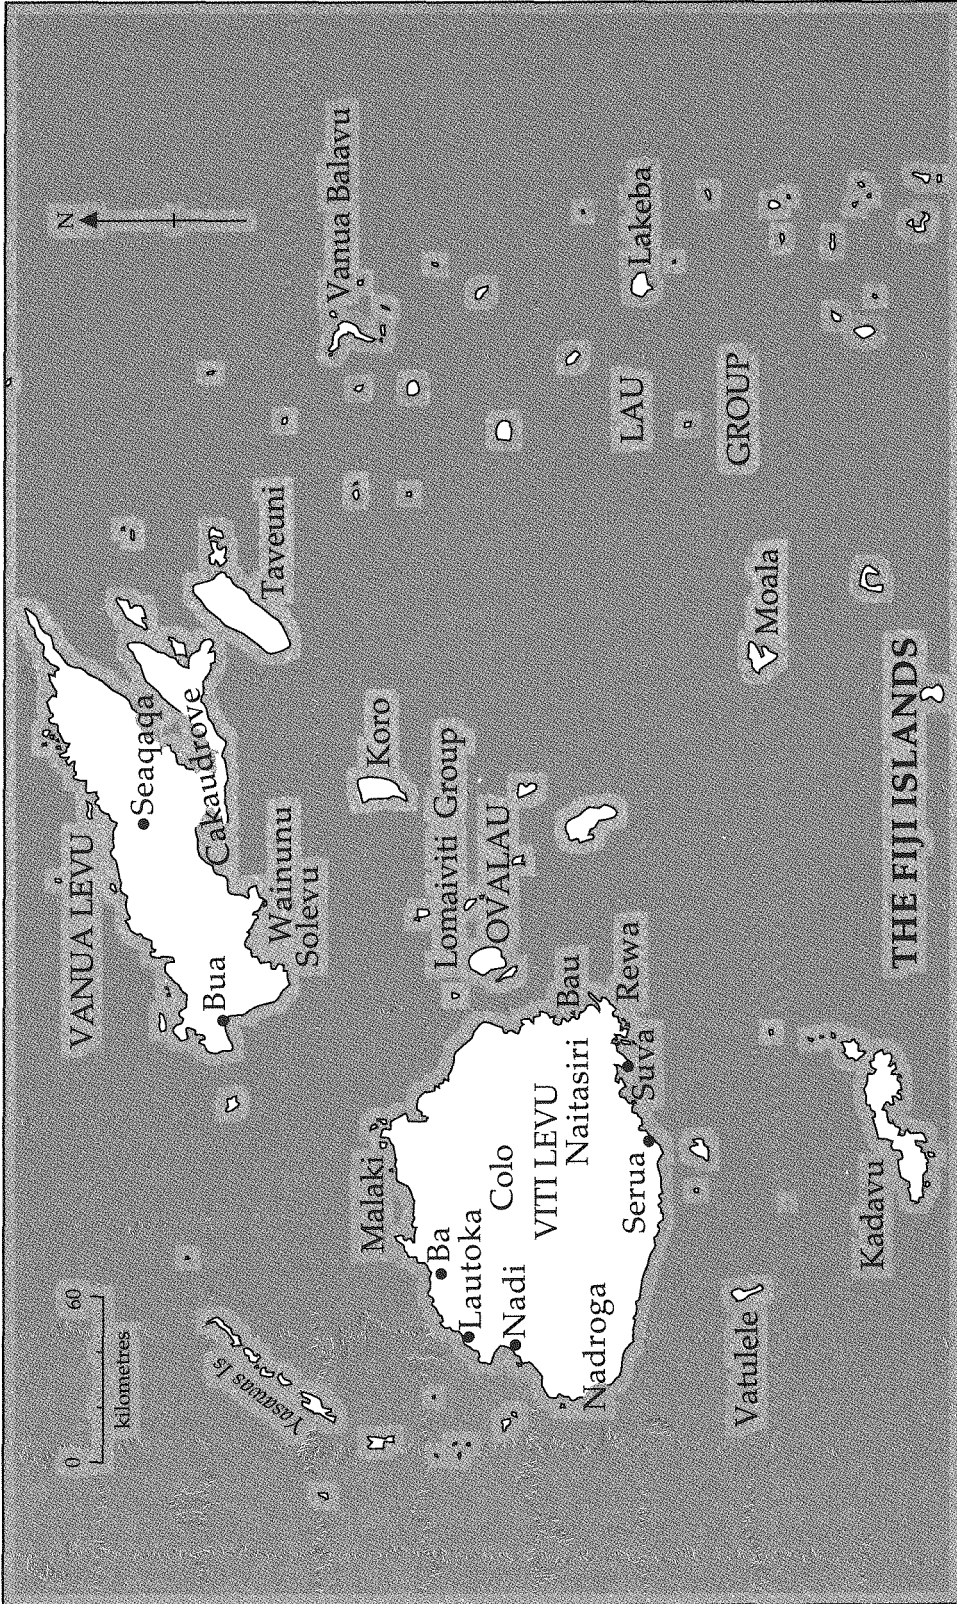 0 60
kilometres
N
VANUA LEVU
Seaqaqa
Bua
Cakaudrove
Wainunu
Solevu
Taveuni
Yasawas Is
Vanua Balavu
Koro
Malaki
Lomaiviti Group
OVALAU
Ba
Lautoka
Nadi
Colo
VITI LEVU
Naitasiri
Bau
Rewa
Suva
Serua
Nadroga
LAU
GROUP
Lakeba
Moala
Vatulele
Kadavu
THE FIJI ISLANDS